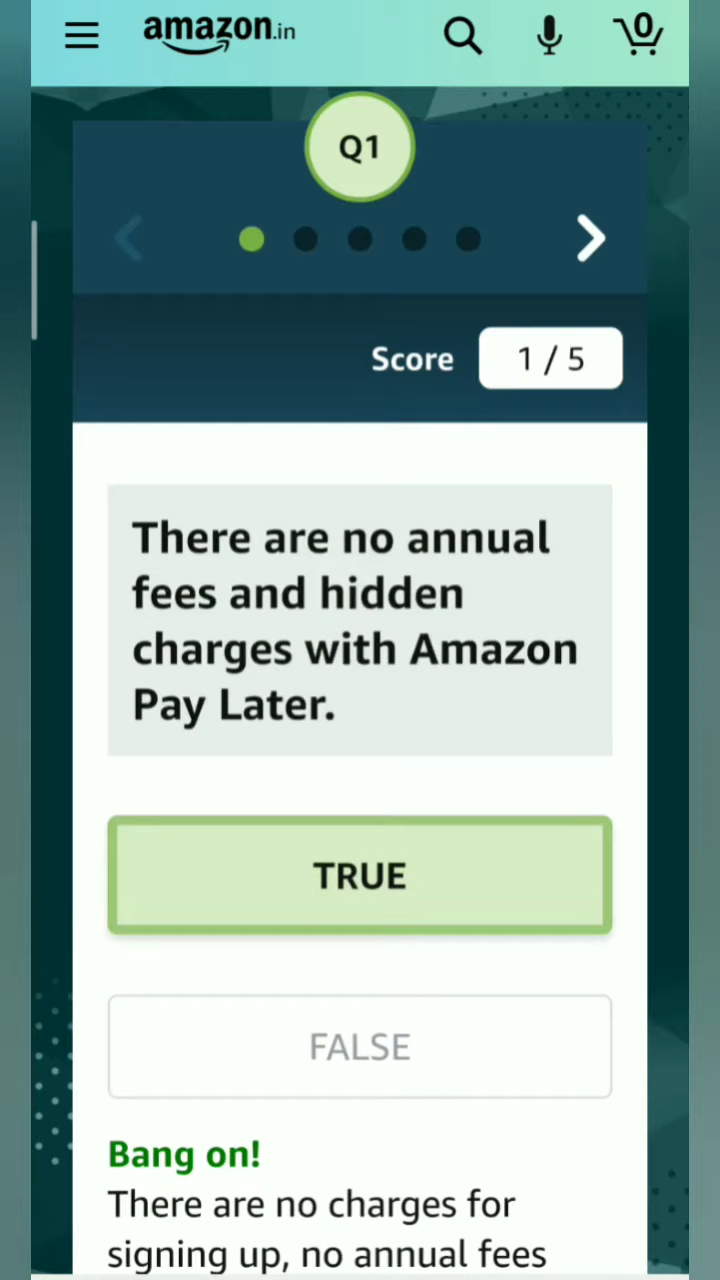 amazon.in
0
Q1
Score 1 / 5
There are no annual
fees and hidden
charges with Amazon
Pay Later.
TRUE
FALSE
Bang on!
There are no charges for
signing up, no annual fees